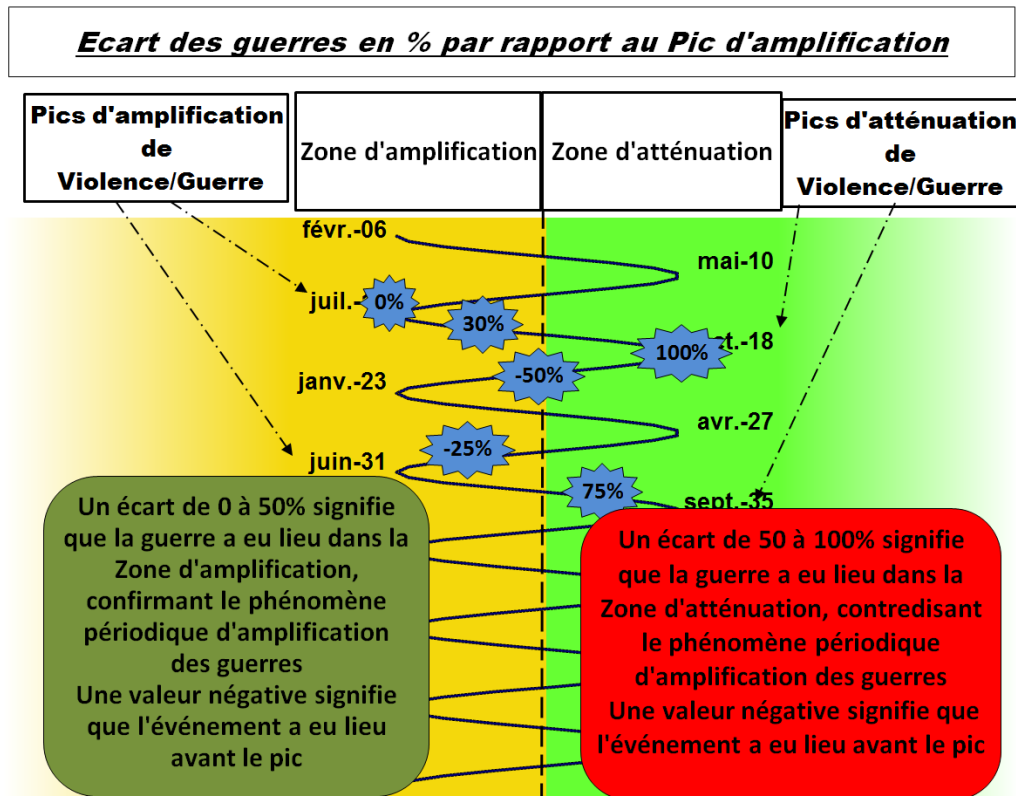 Ecart des guerres en % par rapport au Pic d'amplification
Pics d'amplification
de
Violence/Guerre
Zone d'amplification
Zone d'atténuation
Pics d'atténuation
de
Violence/Guerre
févr.-06
mai-10
juil.-
0%
30%
100%
t.-18
-50%
janv.-23
avr.-27
-25%
juin-31
75%
sept.-35
Un écart de 0 à 50% signifie
que la guerre a eu lieu dans la
Zone d'amplification,
confirmant le phénomène
périodique d'amplification
des guerres
Une valeur négative signifie
que l'événement a eu lieu
avant le pic
Un écart de 50 à 100% signifie
que la guerre a eu lieu dans la
Zone d'atténuation, contredisant
le phénomène périodique
d'amplification des guerres
Une valeur négative signifie que
l'événement a eu lieu avant le pic